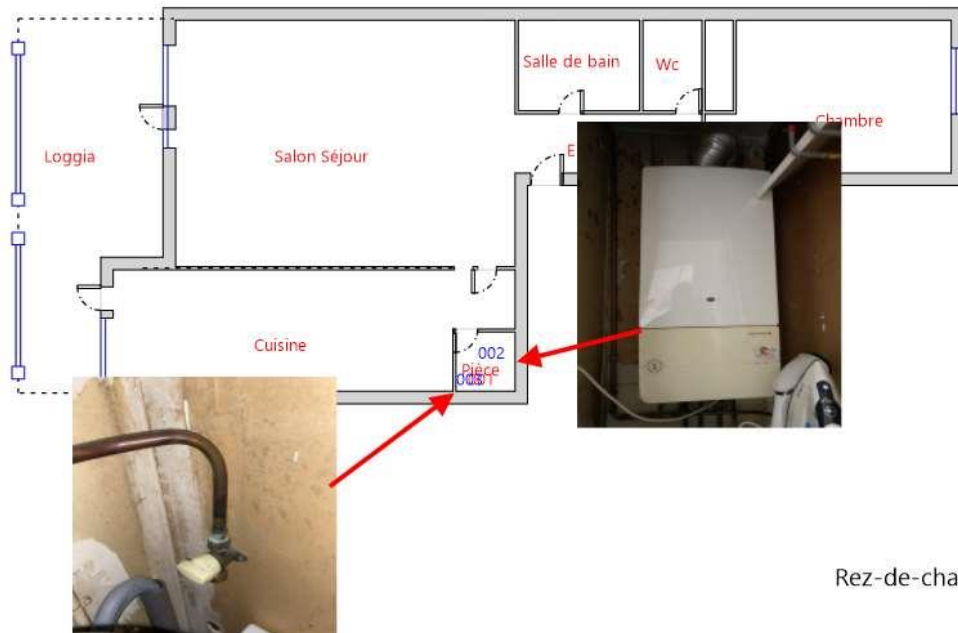 Salle de bain
Wc
Chambre
E
Loggia
Salon Séjour
Cuisine
002
Pièce
Rez-de-cha